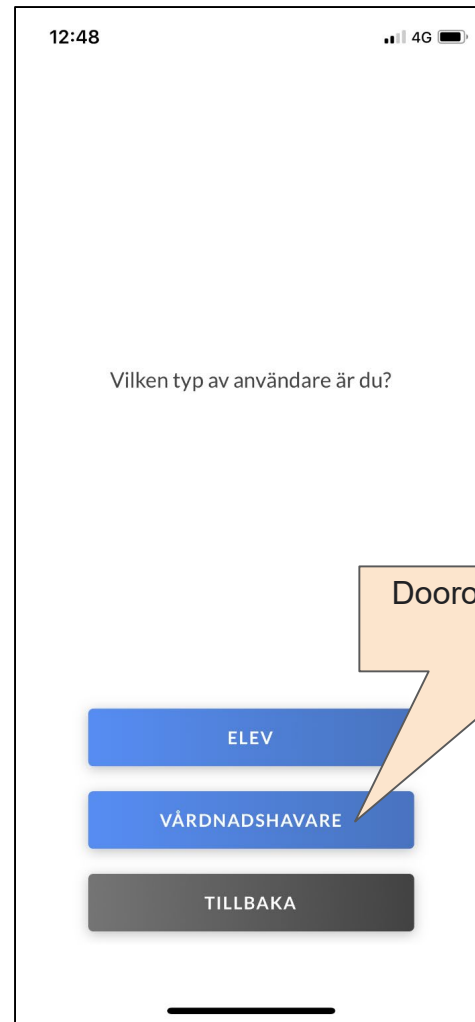 12:48
4G
Vilken typ av användare är du?
Dooro
ELEV
VÅRDNADSHAVARE
TILLBAKA